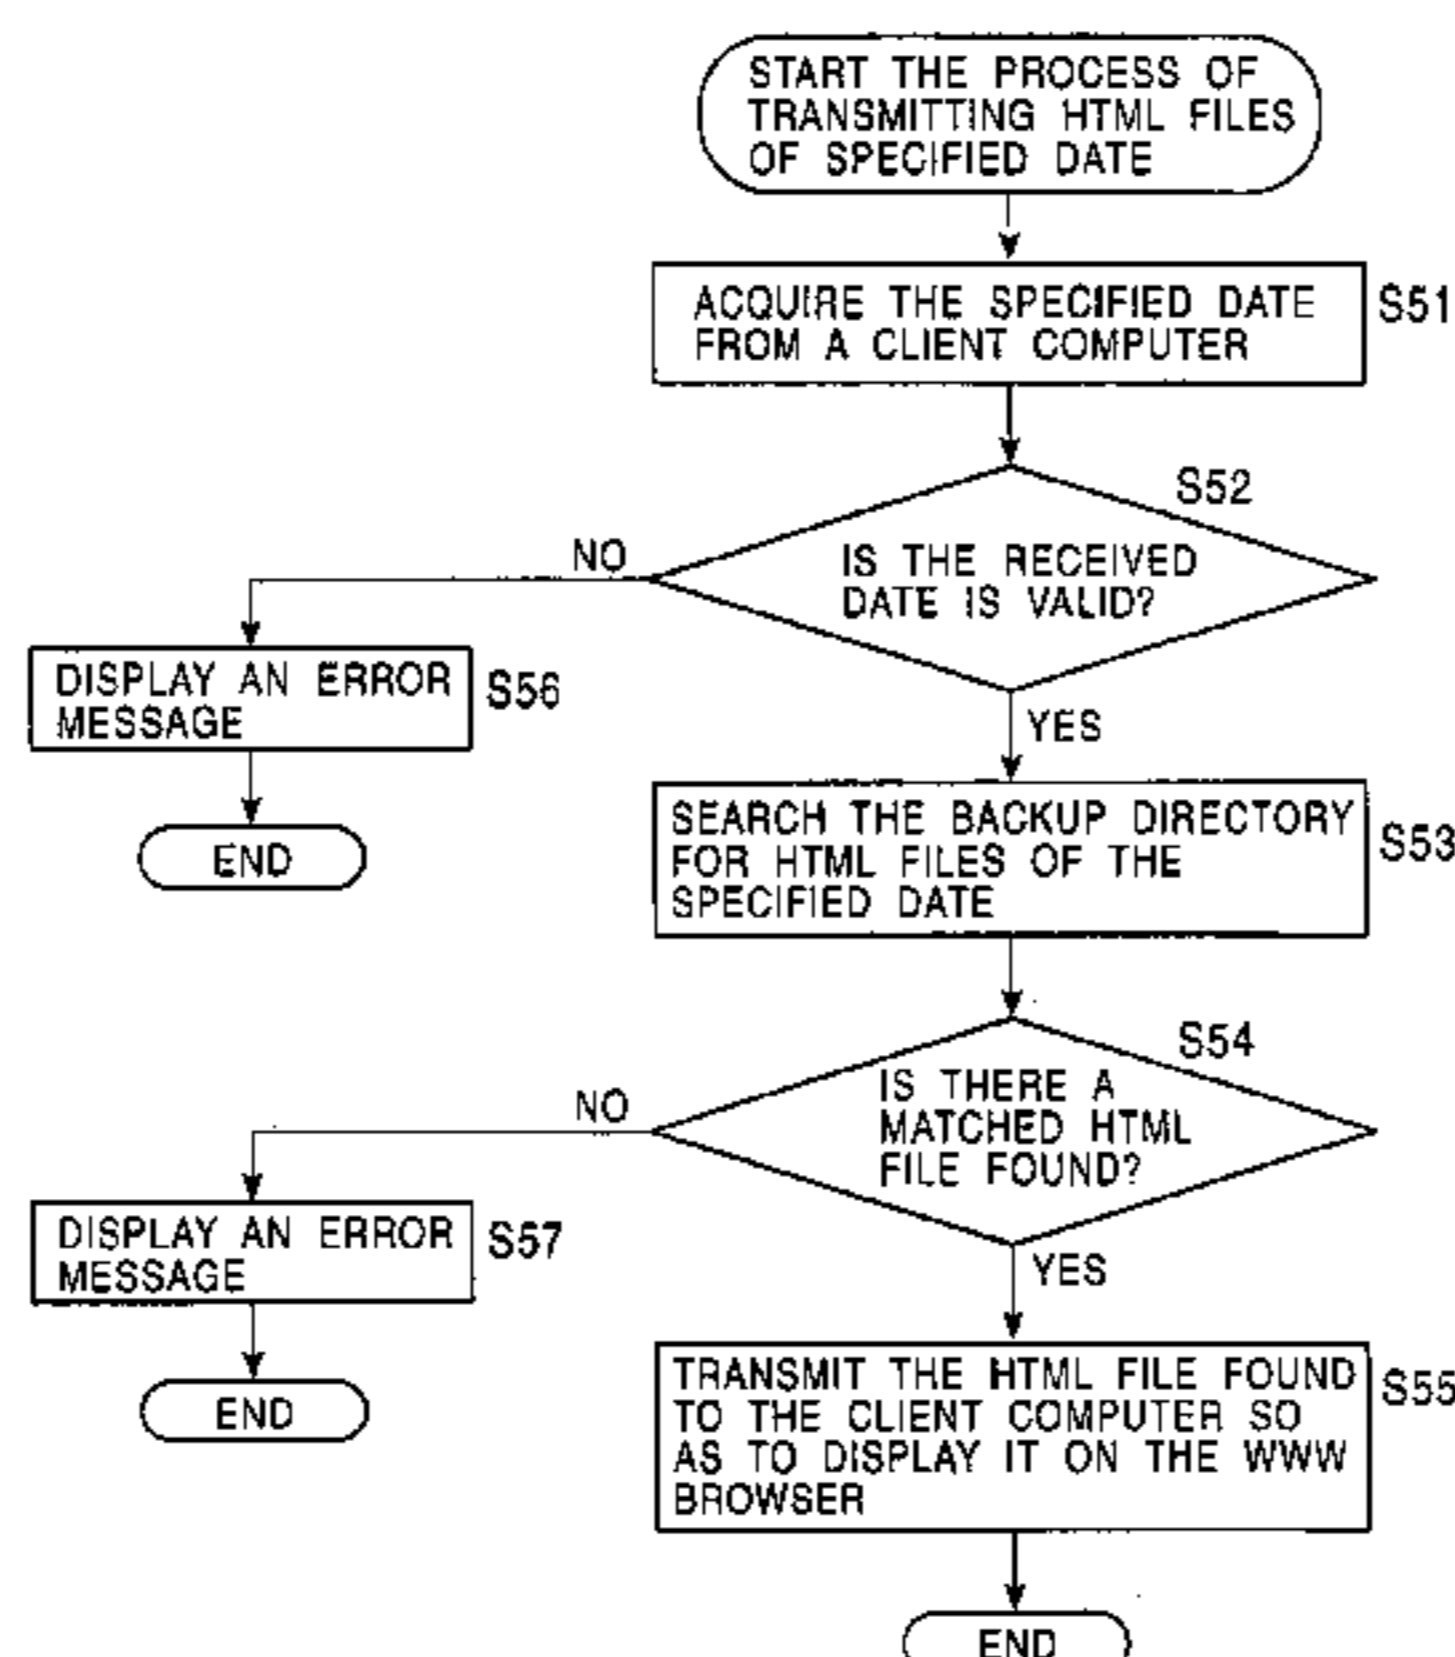 START THE PROCESS OF
TRANSMITTING HTML FILES
OF SPECIFIED DATE
ACQUIRE THE SPECIFIED DATE
FROM A CLIENT COMPUTER
S51
S52
IS THE RECEIVED
DATE IS VALID?
NO
DISPLAY AN ERROR
MESSAGE
S56
END
YES
SEARCH THE BACKUP DIRECTORY
FOR HTML FILES OF THE
SPECIFIED DATE
S53
S54
IS THERE A
MATCHED HTML
FILE FOUND?
NO
DISPLAY AN ERROR
MESSAGE
S57
END
YES
TRANSMIT THE HTML FILE FOUND
TO THE CLIENT COMPUTER SO
AS TO DISPLAY IT ON THE WWW
BROWSER
S55
END